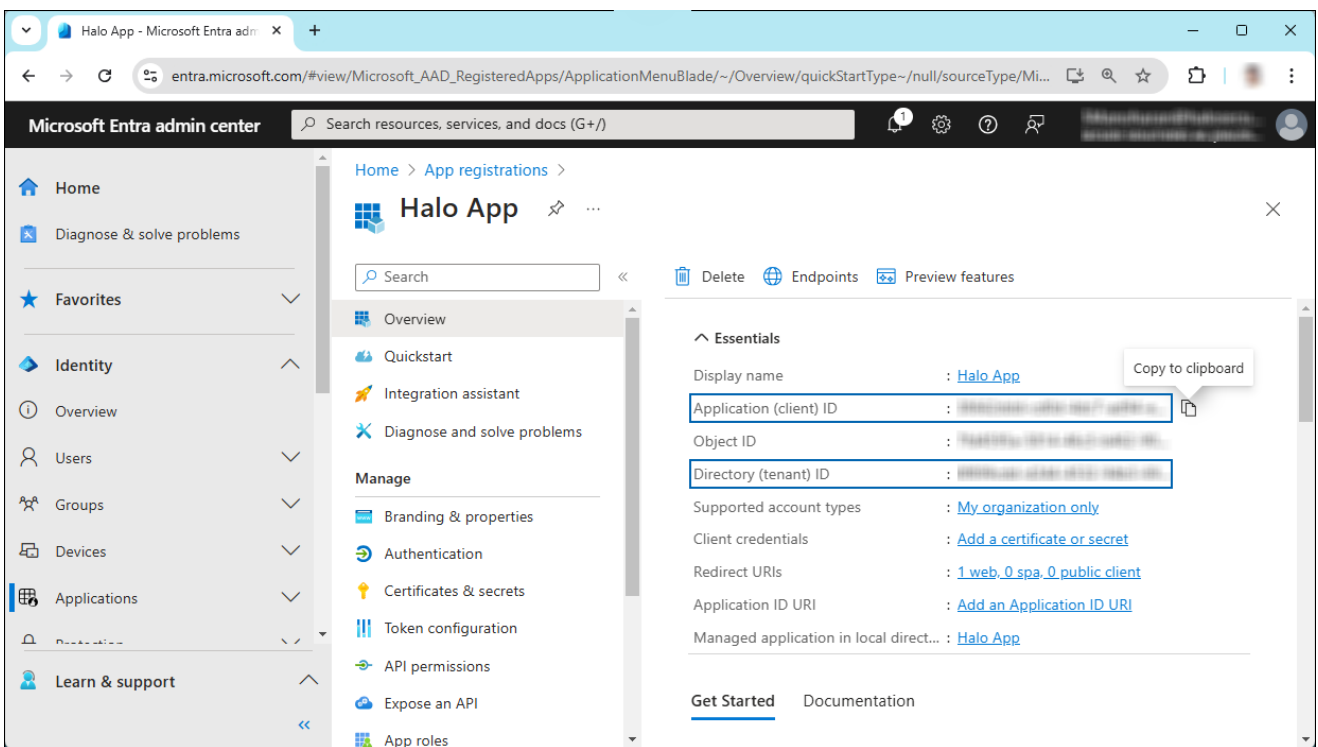 Halo App - Microsoft Entra adm
entra.microsoft.com/#view/Microsoft_AAD_RegisteredApps/ApplicationMenuBlade/~/Overview/quickStartType~/null/sourceType/Mi...
Microsoft Entra admin center
Search resources, services, and docs (G+/)
1
Home
Diagnose & solve problems
Favorites
Identity
Overview
Users
Groups
Devices
Applications
Protection
Learn & support
Home > App registrations >
Halo App
Search
Overview
Quickstart
Integration assistant
Diagnose and solve problems
Manage
Branding & properties
Authentication
Certificates & secrets
Token configuration
API permissions
Expose an API
App roles
Delete
Endpoints
Preview features
Essentials
Copy to clipboard
Display name : Halo App
Application (client) ID :
Object ID :
Directory (tenant) ID :
Supported account types : My organization only
Client credentials : Add a certificate or secret
Redirect URIs : 1 web, 0 spa, 0 public client
Application ID URI : Add an Application ID URI
Managed application in local direct... : Halo App
Get Started
Documentation